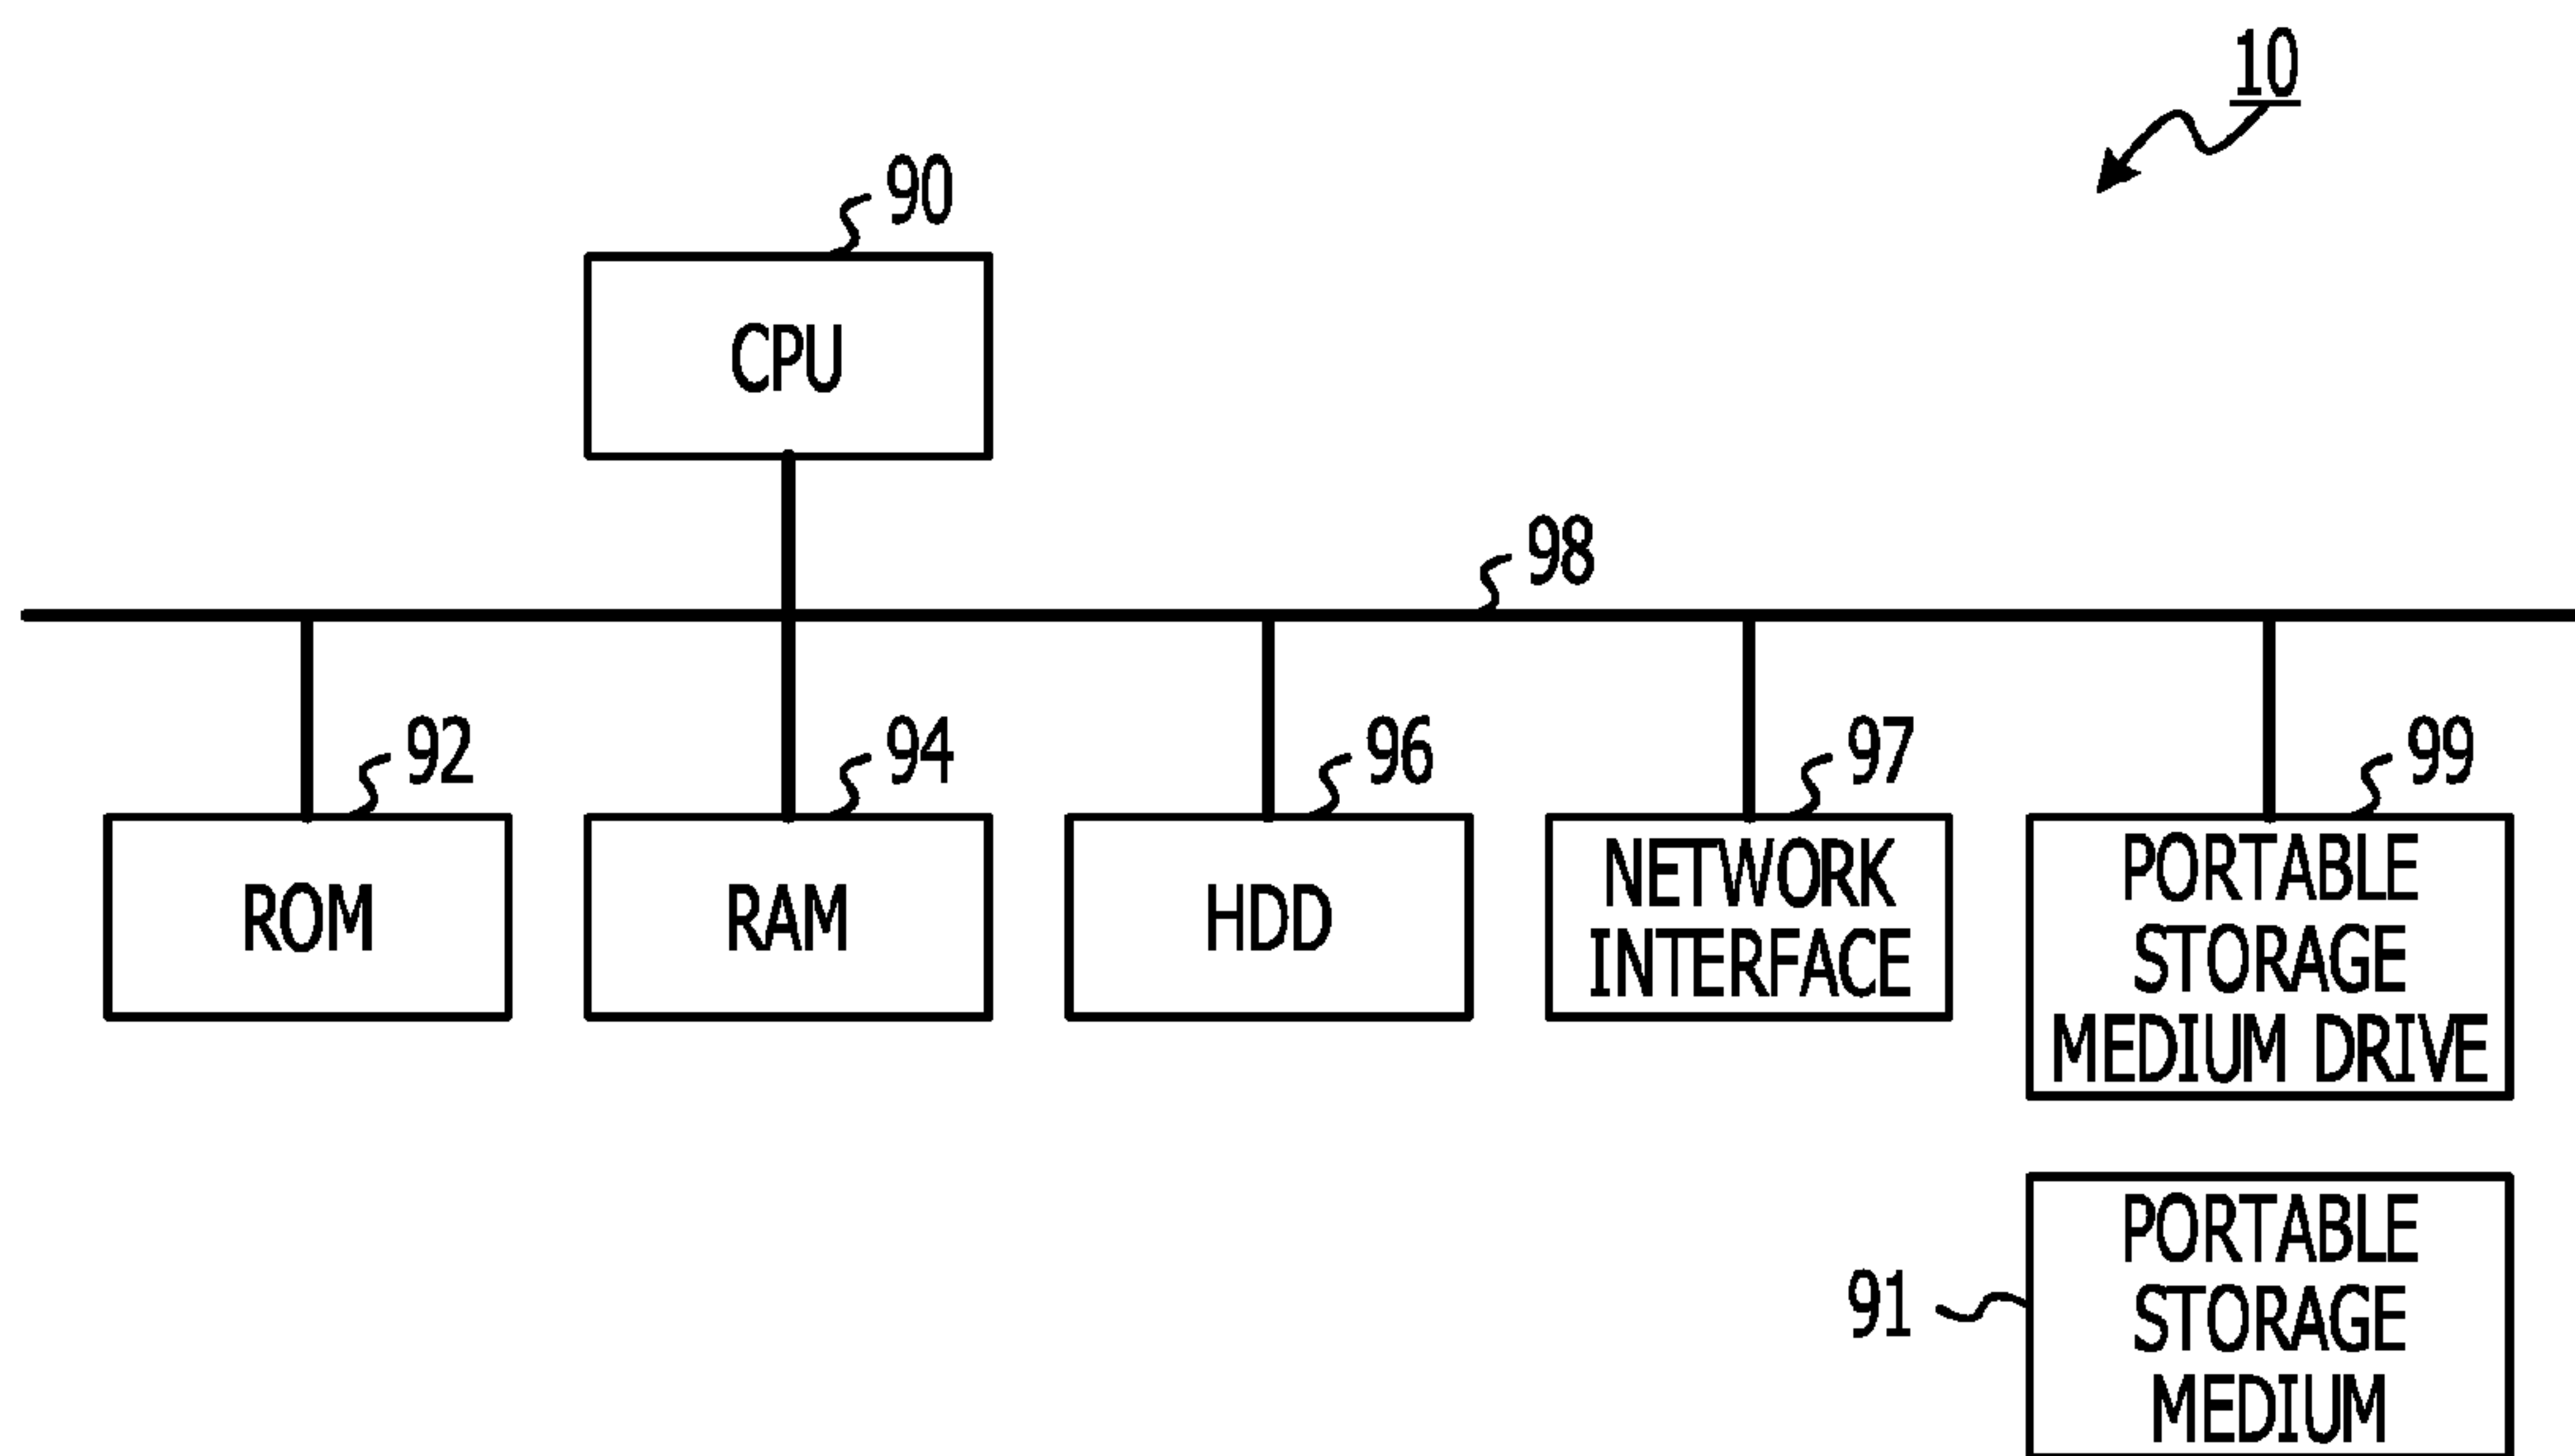 10
90
CPU
98
92
94
96
97
99
ROM
RAM
HDD
NETWORK
INTERFACE
PORTABLE
STORAGE
MEDIUM DRIVE
91
PORTABLE
STORAGE
MEDIUM